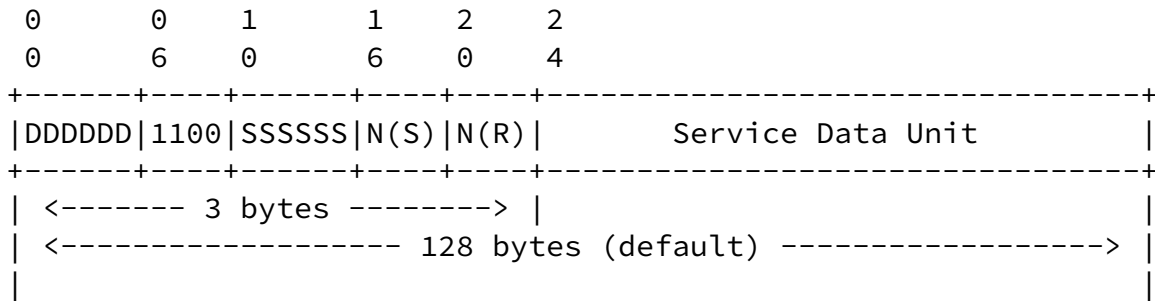 0      0    1      1    2    2
 0      6    0      6    0    4
+------+----+------+----+----+---------------------------------+
|DDDDDD|1100|SSSSSS|N(S)|N(R)|       Service Data Unit         |
+------+----+------+----+----+---------------------------------+
| <------- 3 bytes --------> |                                 |
| <------------------- 128 bytes (default) ------------------> |
|                                                              |